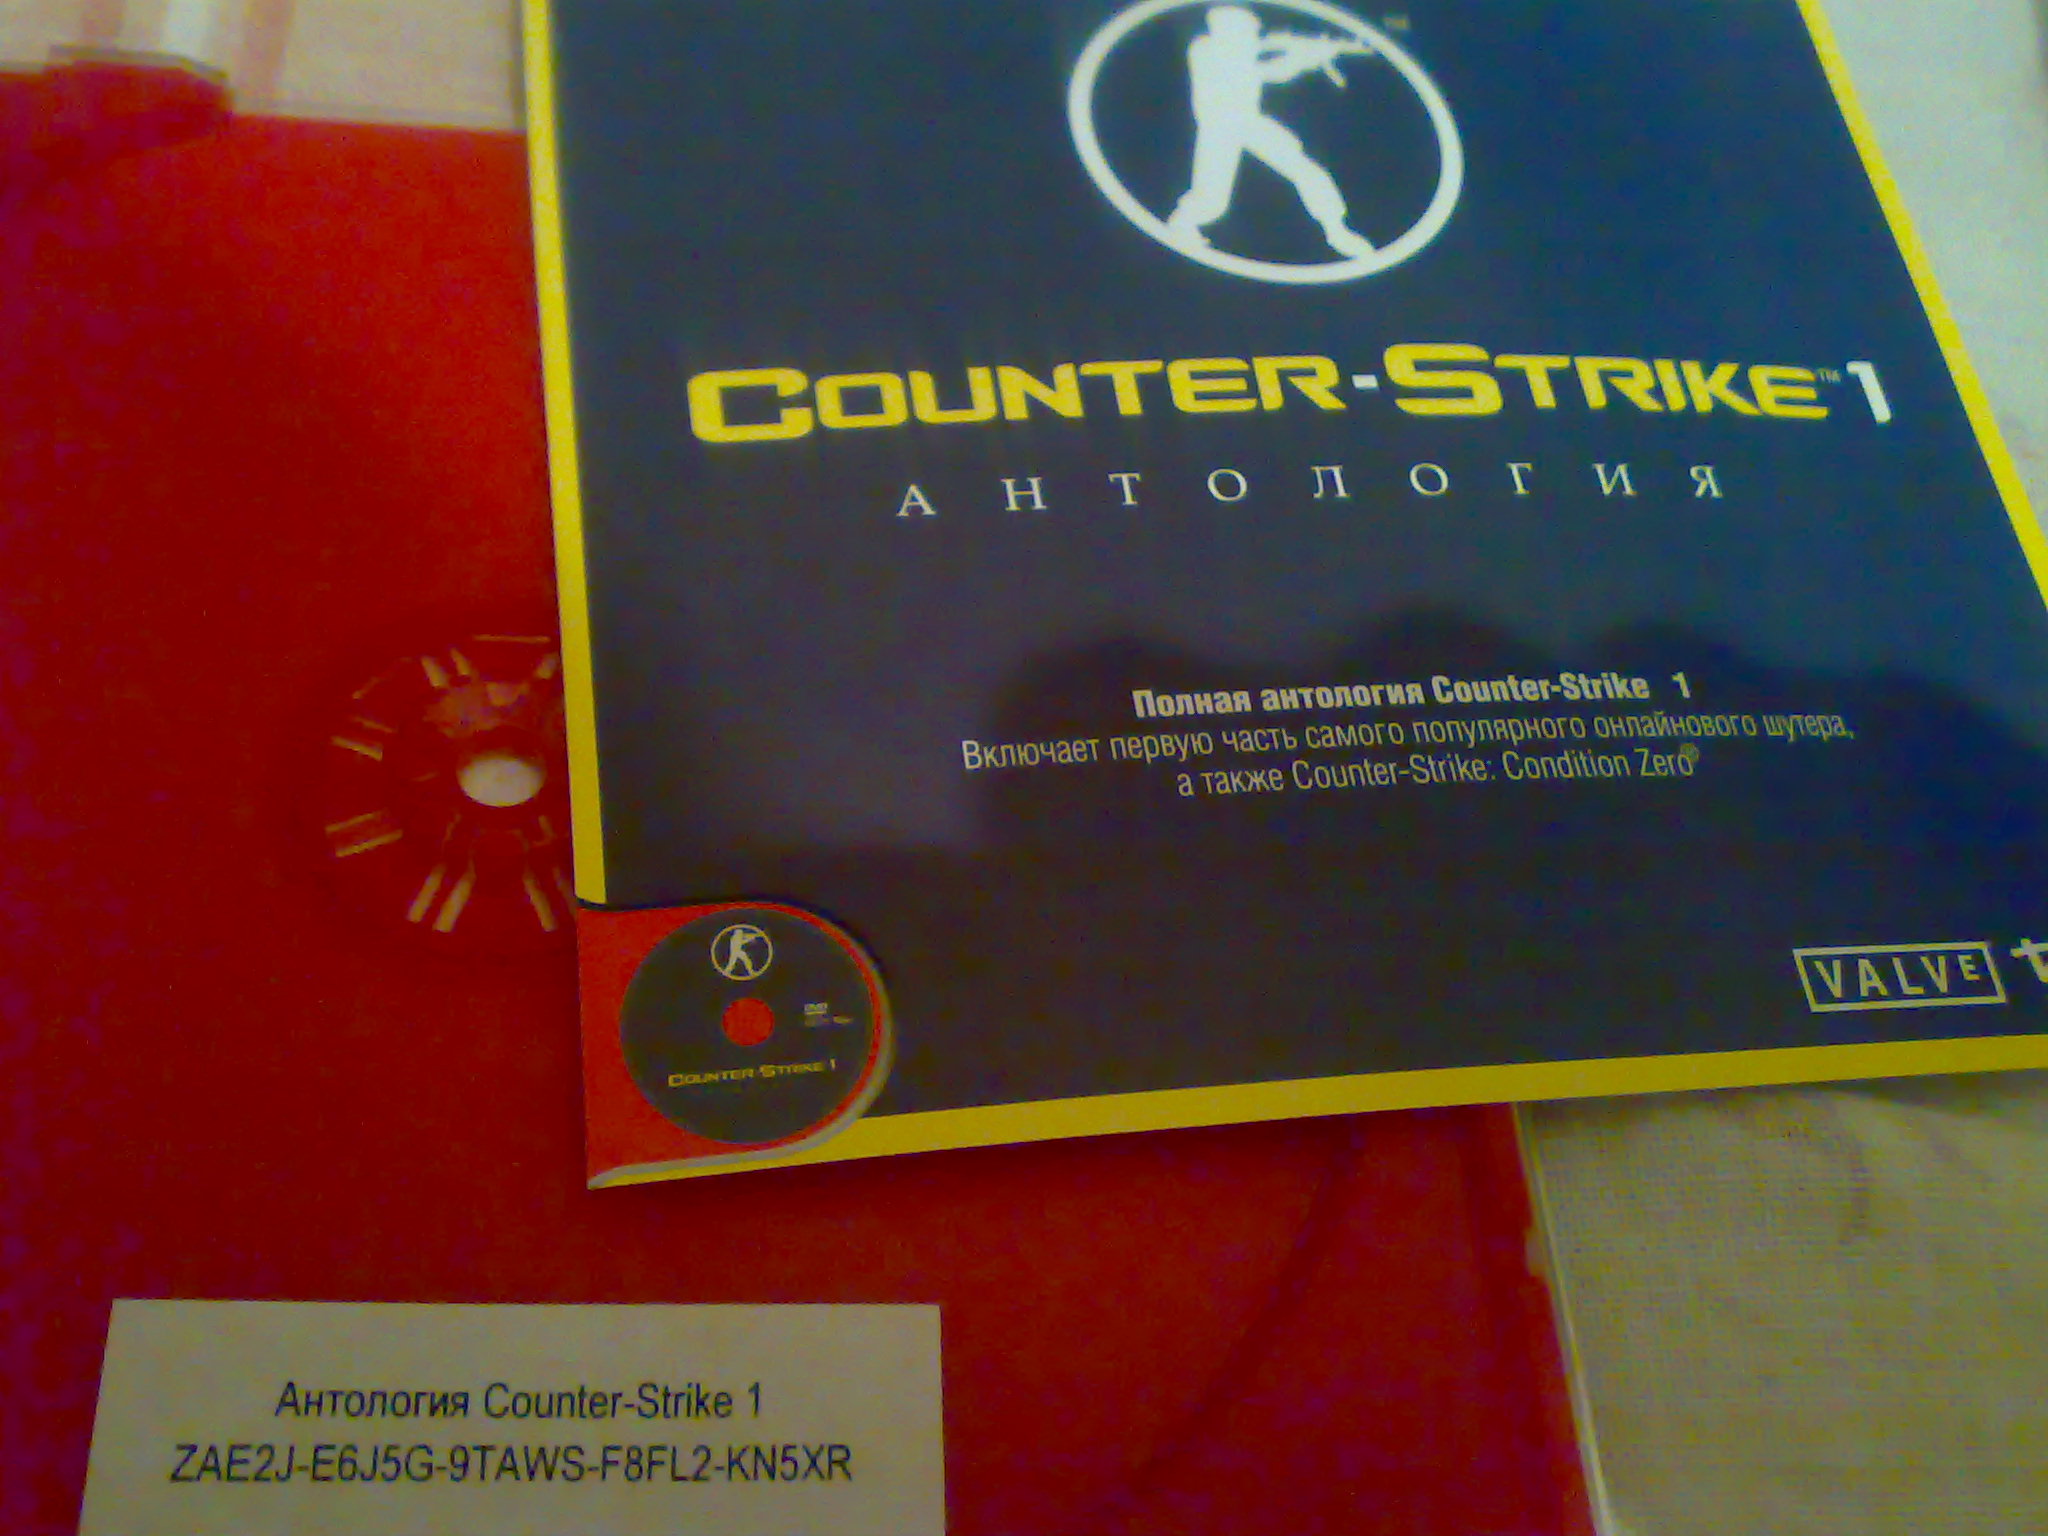 COUNTER-STRIKE™ 1
АНТОЛОГИЯ
Полная антология Counter-Strike 1
Включает первую часть самого популярного онлайнового шутера,
а также Counter-Strike: Condition Zero®
VALVE
COUNTER-STRIKE 1
Антология Counter-Strike 1
ZAE2J-E6J5G-9TAWS-F8FL2-KN5XR